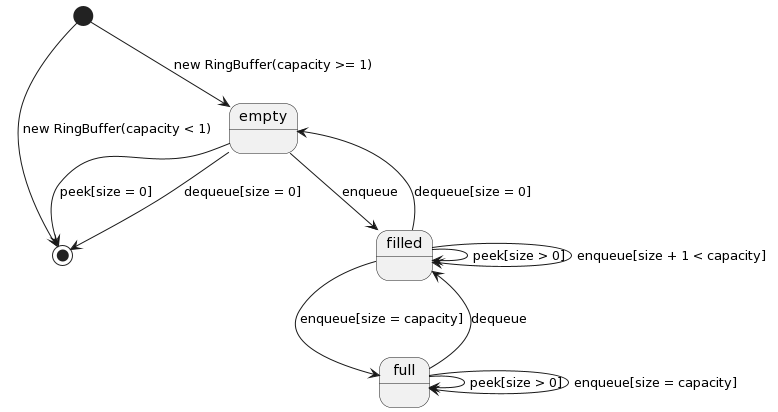 new RingBuffer(capacity >= 1)
empty
new RingBuffer(capacity < 1)
peek[size = 0]
dequeue[size = 0]
enqueue
dequeue[size = 0]
filled
peek[size > 0]
enqueue[size + 1 < capacity]
enqueue[size = capacity]
dequeue
full
peek[size > 0]
enqueue[size = capacity]